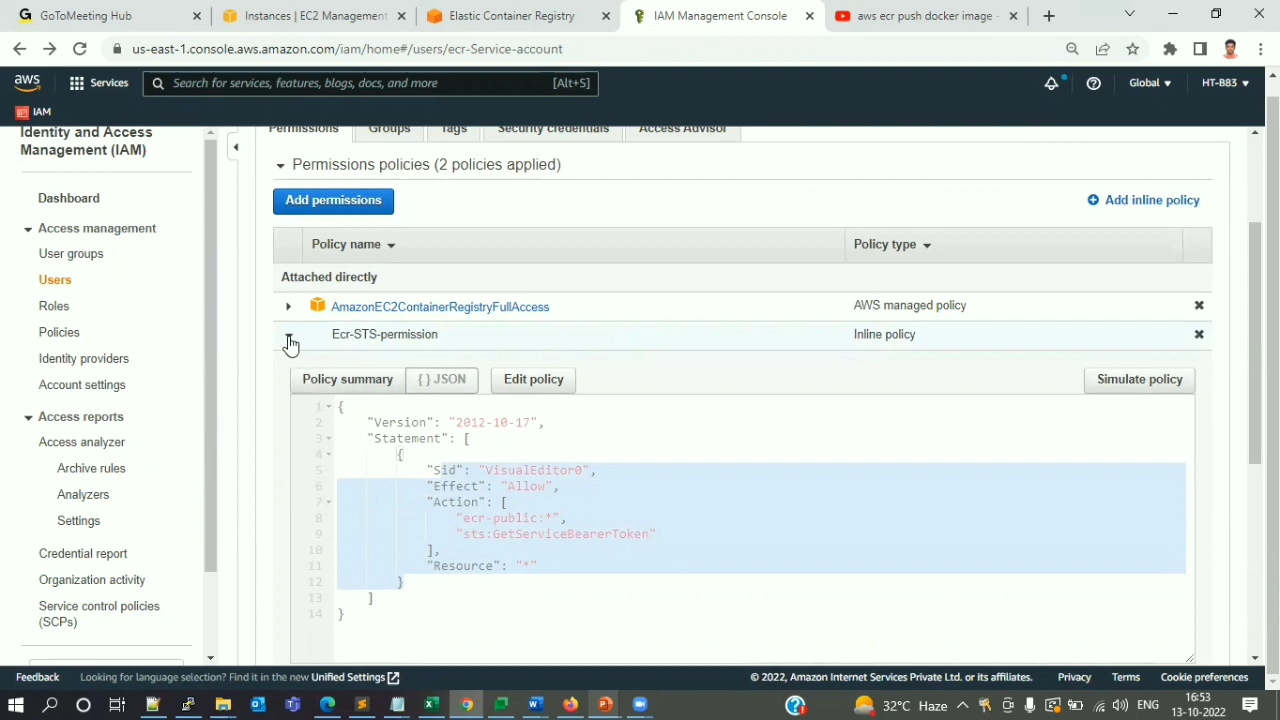 GoToMeeting Hub
Instances | EC2 Management
Elastic Container Registry
IAM Management Console
aws ecr push docker image -
us-east-1.console.aws.amazon.com/iam/home#/users/ecr-Service-account
aws
Services
Search for services, features, blogs, docs, and more
[Alt+S]
Global
HT-B83
IAM
Identity and Access
Management (IAM)
Dashboard
Access management
User groups
Users
Roles
Policies
Identity providers
Account settings
Access reports
Access analyzer
Archive rules
Analyzers
Settings
Credential report
Organization activity
Service control policies
(SCPs)
Permissions
Groups
Tags
Security credentials
Access Advisor
Permissions policies (2 policies applied)
Add permissions
Add inline policy
Policy name
Policy type
Attached directly
AmazonEC2ContainerRegistryFullAccess
AWS managed policy
Ecr-STS-permission
Inline policy
Policy summary
{ } JSON
Edit policy
Simulate policy
1 {
2 "Version": "2012-10-17",
3 "Statement": [
4 {
5 "Sid": "VisualEditor0",
6 "Effect": "Allow",
7 "Action": [
8 "ecr-public:*",
9 "sts:GetServiceBearerToken"
10 ],
11 "Resource": "*"
12 }
13 ]
14 }
Feedback
Looking for language selection? Find it in the new Unified Settings
© 2022, Amazon Internet Services Private Ltd. or its affiliates.
Privacy
Terms
Cookie preferences
32°C Haze
ENG
16:53
13-10-2022